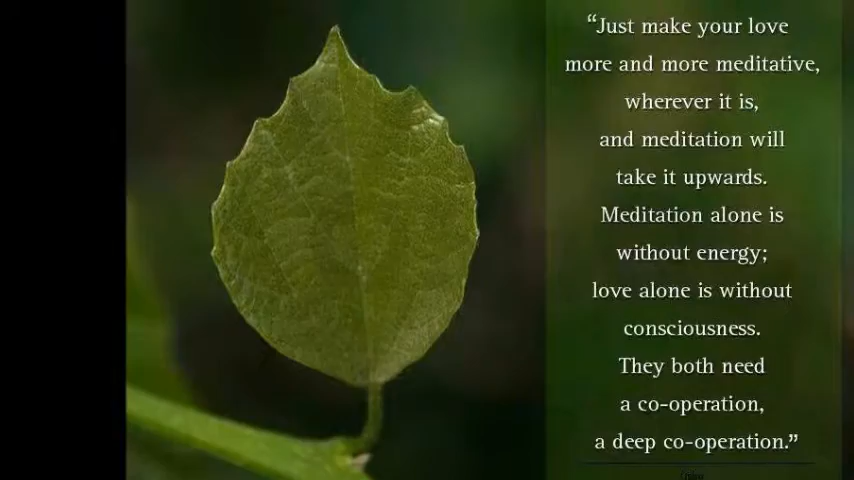 “Just make your love
more and more meditative,
wherever it is,
and meditation will
take it upwards.
Meditation alone is
without energy;
love alone is without
consciousness.
They both need
a co-operation,
a deep co-operation.”